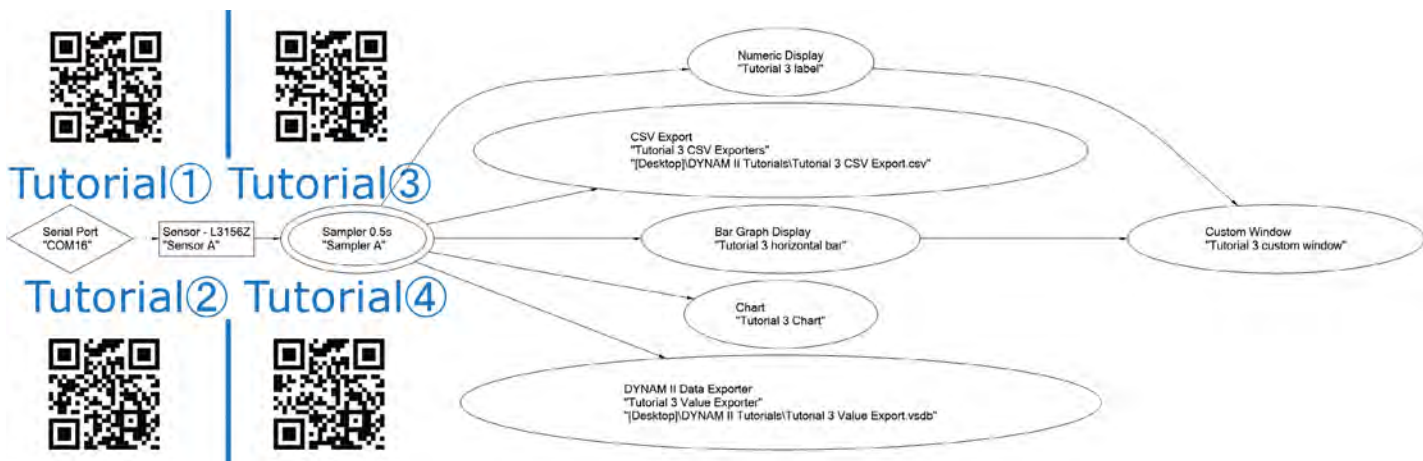 Tutorial① Tutorial③
Serial Port
"COM16"
Sensor - L3156Z
"Sensor A"
Sampler 0.5s
"Sampler A"
Tutorial② Tutorial④
Numeric Display
"Tutorial 3 label"
CSV Export
"Tutorial 3 CSV Exporters"
"[Desktop]\DYNAM II Tutorials\Tutorial 3 CSV Export.csv"
Bar Graph Display
"Tutorial 3 horizontal bar"
Chart
"Tutorial 3 Chart"
DYNAM II Data Exporter
"Tutorial 3 Value Exporter"
"[Desktop]\DYNAM II Tutorials\Tutorial 3 Value Export.vsdb"
Custom Window
"Tutorial 3 custom window"